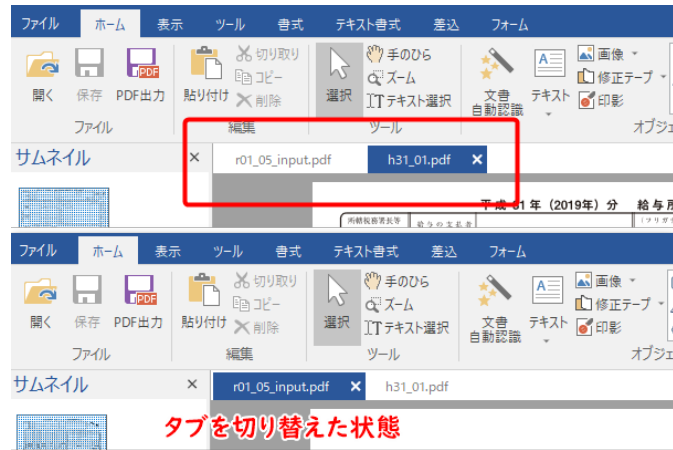 ファイル ホーム 表示 ツール 書式 テキスト書式 差込 フォーム
開く 保存 PDF出力 貼り付け 切り取り コピー 削除 選択 手のひら ズーム テキスト選択 文書自動認識 テキスト 画像 修正テープ 印影
ファイル 編集 ツール オブジェ
サムネイル × r01_05_input.pdf h31_01.pdf ×
平成 31 年 (2019年) 分 給与所
所轄税務署長等 給与の支払者 (フリガナ
ファイル ホーム 表示 ツール 書式 テキスト書式 差込 フォーム
開く 保存 PDF出力 貼り付け 切り取り コピー 削除 選択 手のひら ズーム テキスト選択 文書自動認識 テキスト 画像 修正テープ 印影
ファイル 編集 ツール オブジェ
サムネイル × r01_05_input.pdf × h31_01.pdf
タブを切り替えた状態